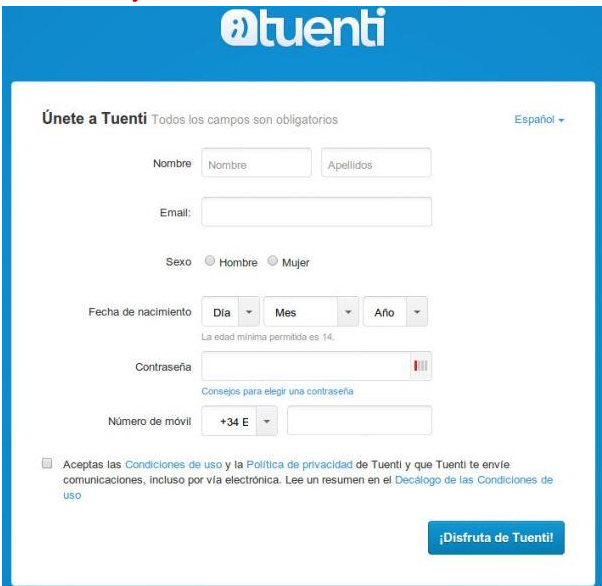 tuenti
Únete a Tuenti Todos los campos son obligatorios Español
Nombre Nombre Apellidos
Email:
Sexo Hombre Mujer
Fecha de nacimiento Día Mes Año
La edad mínima permitida es 14.
Contraseña
Consejos para elegir una contraseña
Número de móvil +34 E
Aceptas las Condiciones de uso y la Política de privacidad de Tuenti y que Tuenti te envíe
comunicaciones, incluso por vía electrónica. Lee un resumen en el Decálogo de las Condiciones de
uso
¡Disfruta de Tuenti!